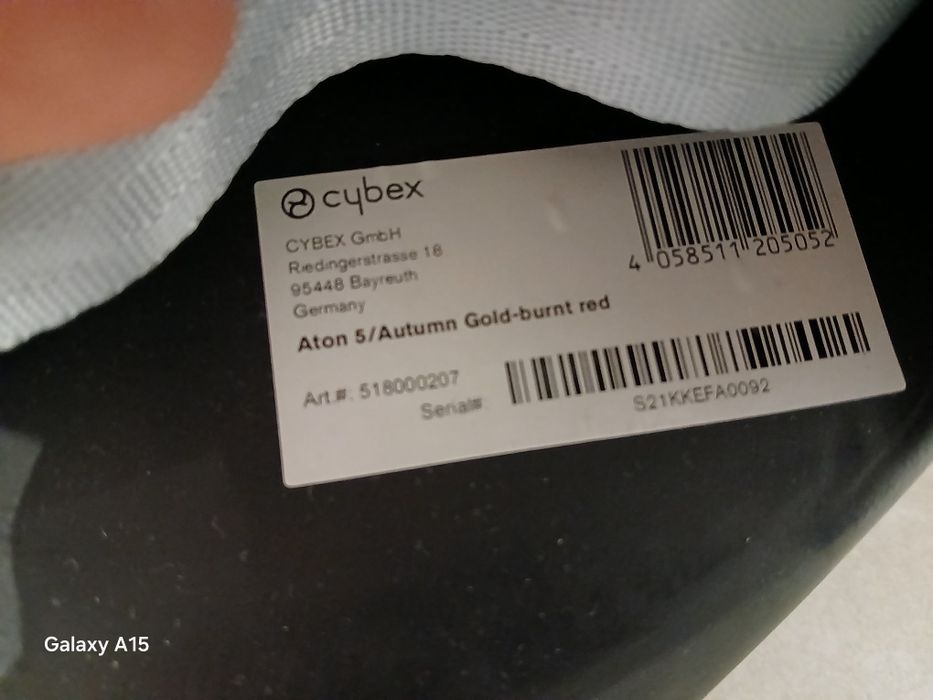 cybex
CYBEX GmbH
Riedingerstrasse 18
95448 Bayreuth
Germany
4 058511 205052
Aton 5/Autumn Gold-burnt red
Art.#: 518000207
Serial#:
S21KKEFA0092
Galaxy A15